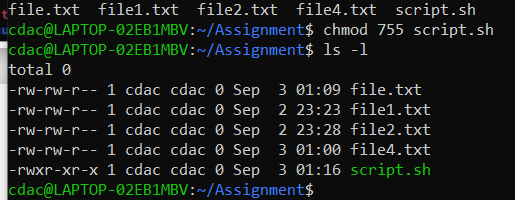 file.txt  file1.txt  file2.txt  file4.txt  script.sh
cdac@LAPTOP-02EB1MBV:~/Assignment$ chmod 755 script.sh
cdac@LAPTOP-02EB1MBV:~/Assignment$ ls -l
total 0
-rw-rw-r-- 1 cdac cdac 0 Sep  3 01:09 file.txt
-rw-rw-r-- 1 cdac cdac 0 Sep  2 23:23 file1.txt
-rw-rw-r-- 1 cdac cdac 0 Sep  2 23:28 file2.txt
-rw-rw-r-- 1 cdac cdac 0 Sep  3 01:00 file4.txt
-rwxr-xr-x 1 cdac cdac 0 Sep  3 01:16 script.sh
cdac@LAPTOP-02EB1MBV:~/Assignment$